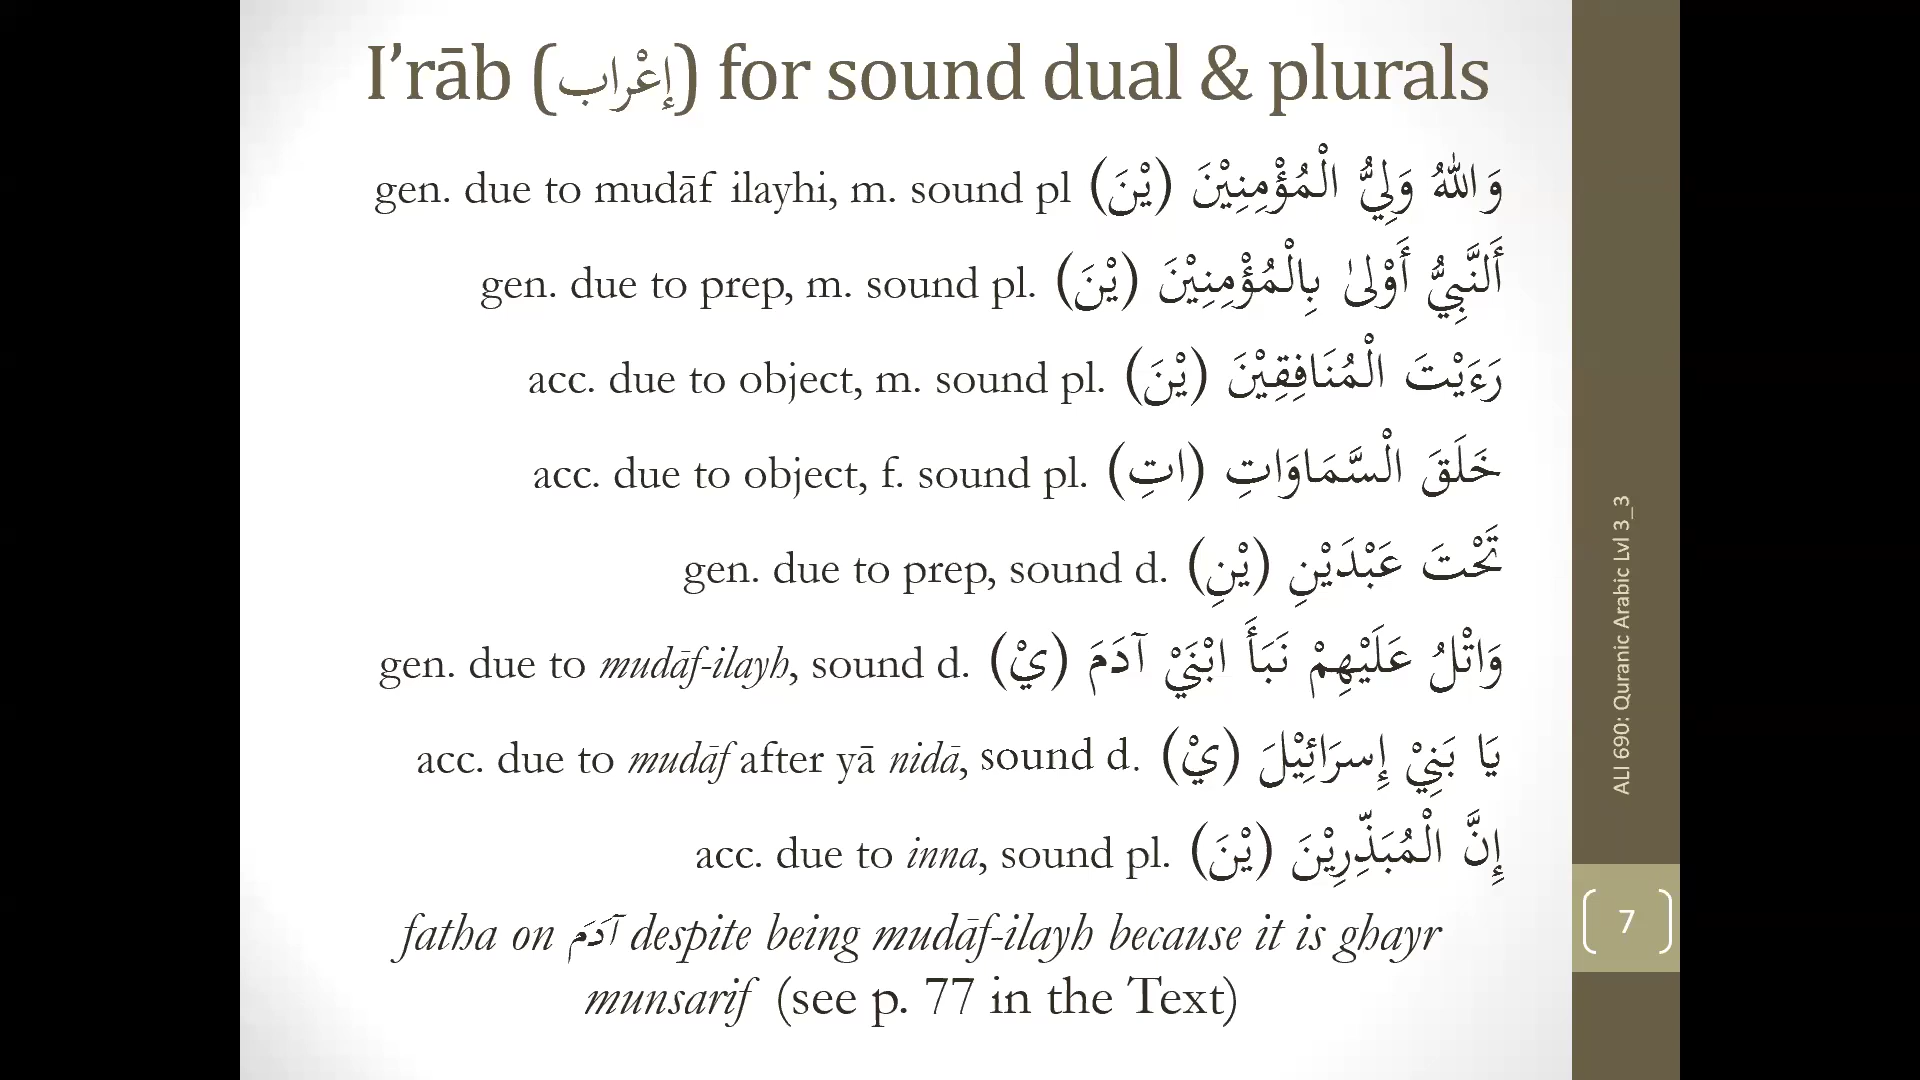 I’rāb (إِعْراب) for sound dual & plurals
وَاللهُ وَلِيُّ الْمُؤْمِنِيْنَ (يْنَ) gen. due to mudāf ilayhi, m. sound pl
أَلنَّبِيُّ أَوْلىٰ بِالْمُؤْمِنِيْنَ (يْنَ) gen. due to prep, m. sound pl.
رَءَيْتَ الْمُنَافِقِيْنَ (يْنَ) acc. due to object, m. sound pl.
خَلَقَ الْسَّمَاوَاتِ (اتِ) acc. due to object, f. sound pl.
تَحْتَ عَبْدَيْنِ (يْنِ) gen. due to prep, sound d.
وَاتْلُ عَلَيْهِمْ نَبَأَ ابْنَيْ آدَمَ (يْ) gen. due to mudāf-ilayh, sound d.
يَا بَنِيْ إِسرَائِيْلَ (يْ) acc. due to mudāf after yā nidā, sound d.
إِنَّ الْمُبَذِّرِيْنَ (يْنَ) acc. due to inna, sound pl.
fatha on آدَمَ despite being mudāf-ilayh because it is ghayr
munsarif (see p. 77 in the Text)
ALI 690: Quranic Arabic Lvl 3_3
7